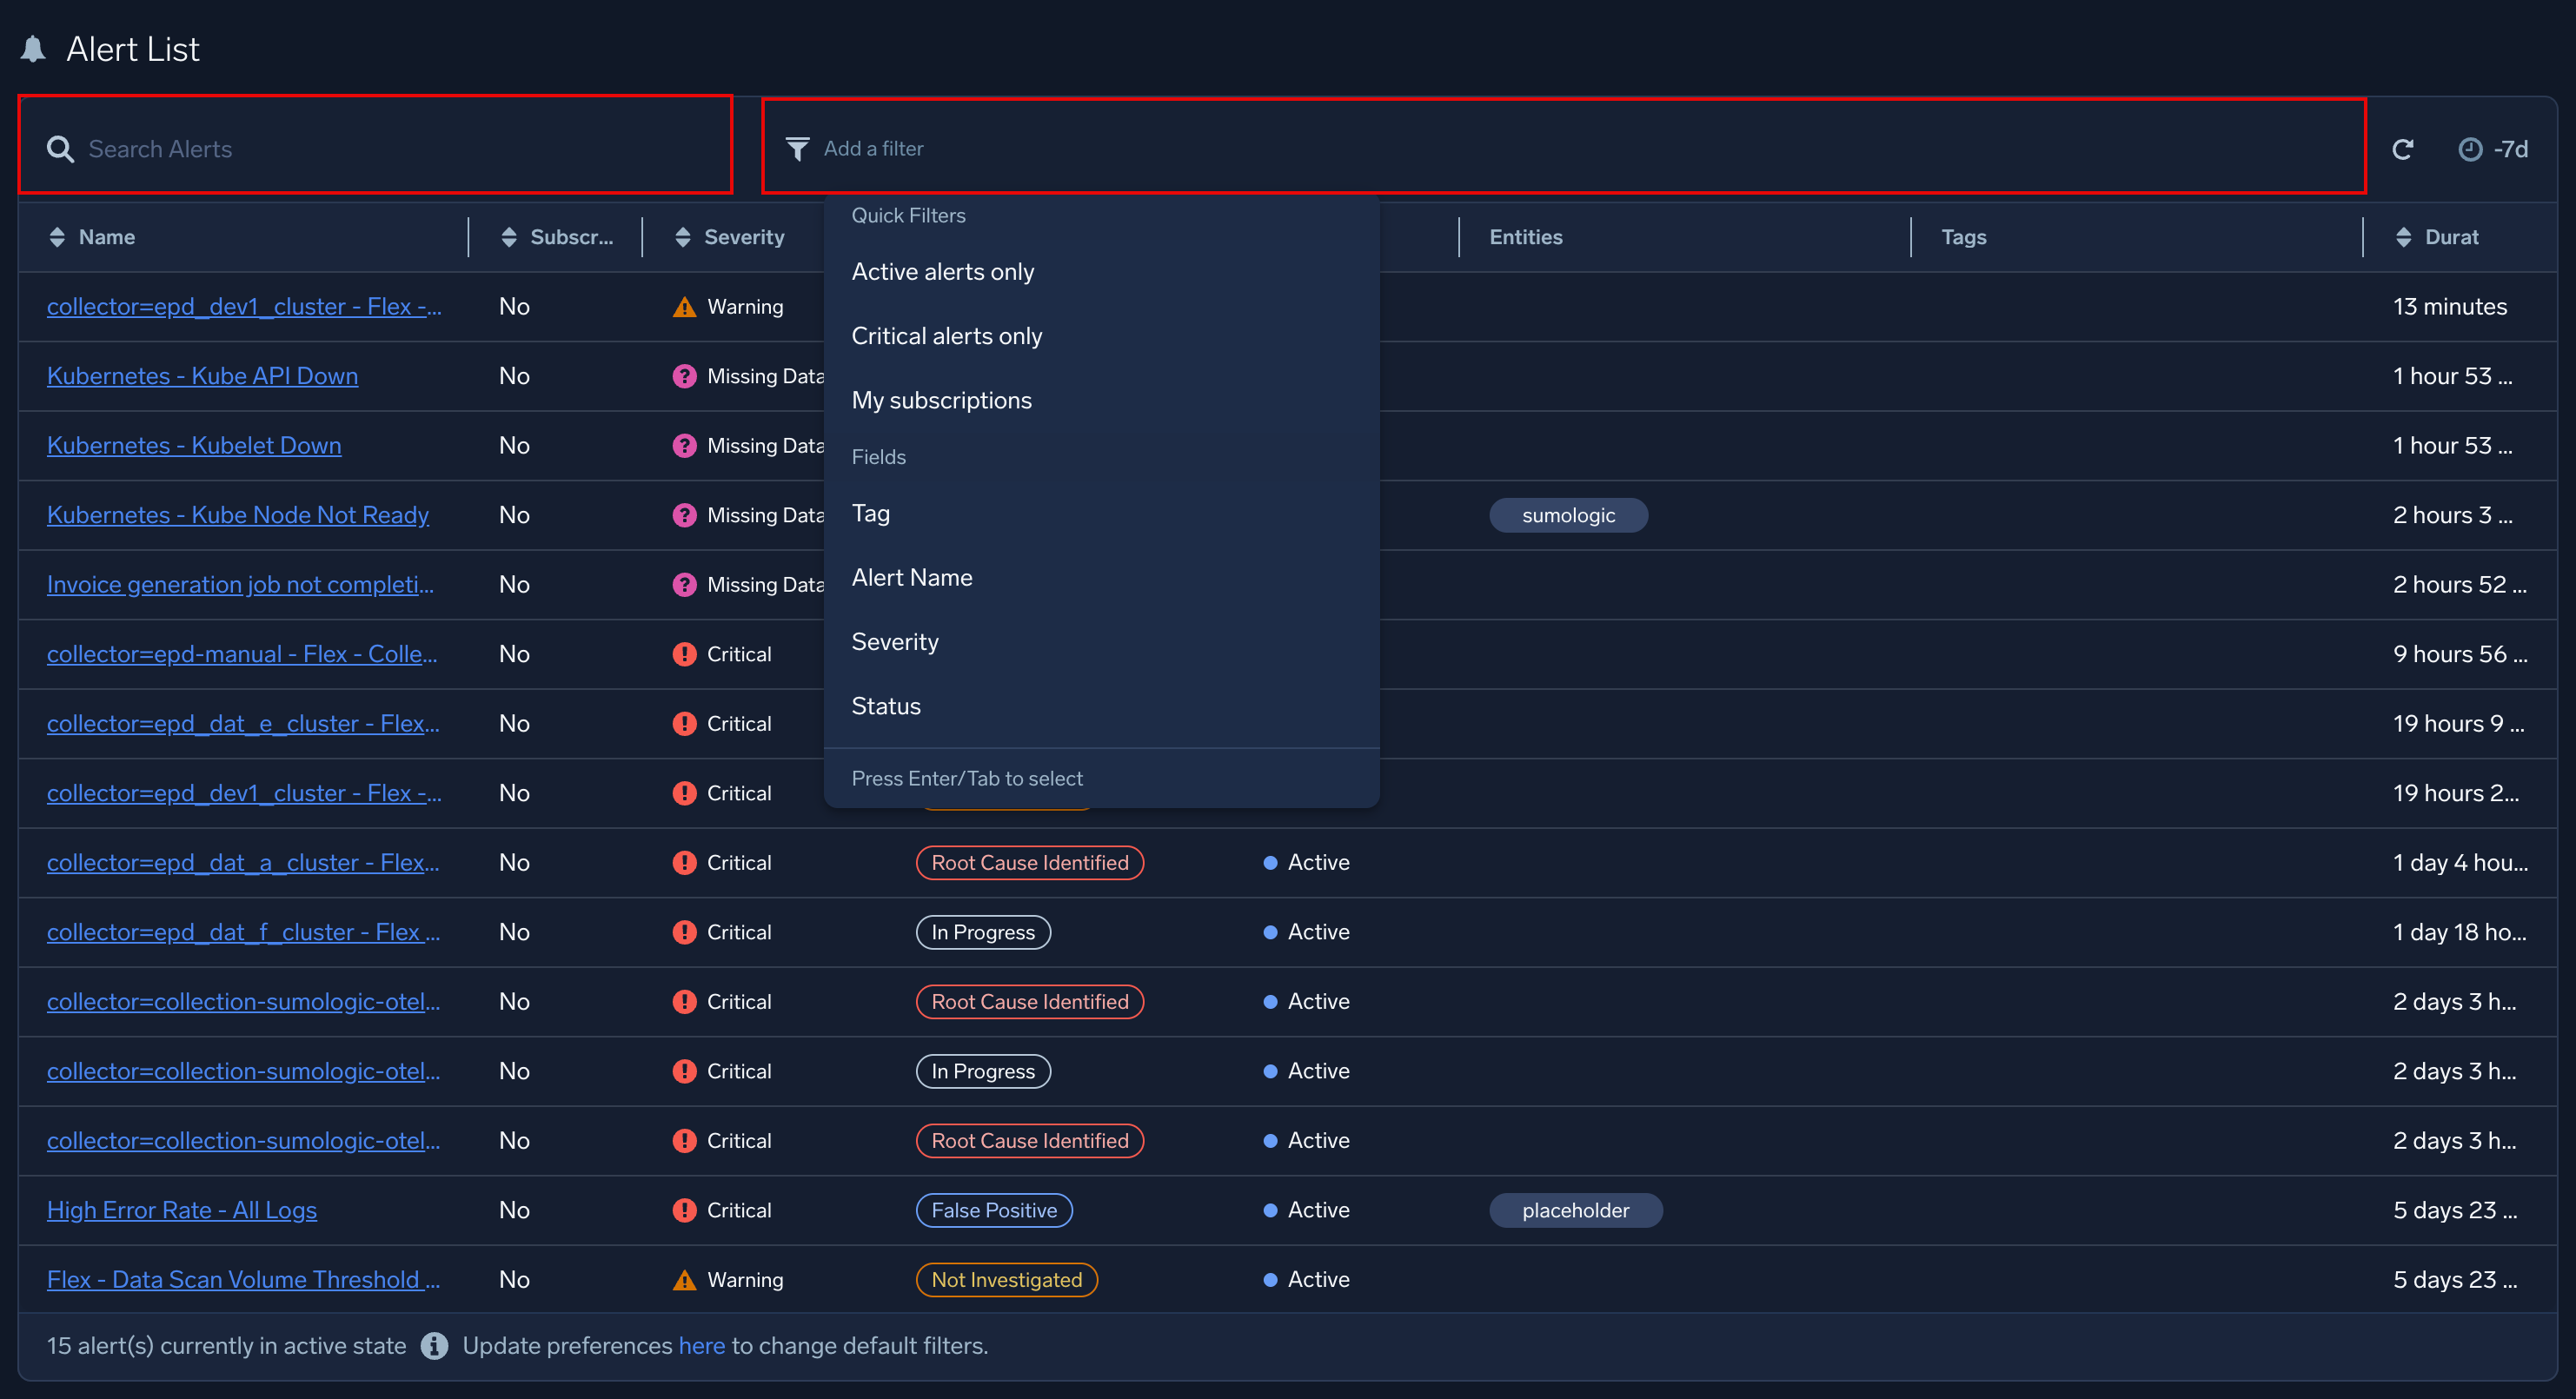 Alert List
Search Alerts Add a filter -7d
Quick Filters
Name Subscr... Severity Entities Tags Durat
Active alerts only
collector=epd_dev1_cluster - Flex -... No Warning 13 minutes
Critical alerts only
Kubernetes - Kube API Down No Missing Data 1 hour 53 ...
My subscriptions
Kubernetes - Kubelet Down No Missing Data 1 hour 53 ...
Fields
Kubernetes - Kube Node Not Ready No Missing Data Tag sumologic 2 hours 3 ...
Invoice generation job not completi... No Missing Data Alert Name 2 hours 52 ...
Severity
collector=epd-manual - Flex - Colle... No Critical 9 hours 56 ...
Status
collector=epd_dat_e_cluster - Flex... No Critical 19 hours 9 ...
Press Enter/Tab to select
collector=epd_dev1_cluster - Flex -... No Critical 19 hours 2...
collector=epd_dat_a_cluster - Flex... No Critical Root Cause Identified Active 1 day 4 hou...
collector=epd_dat_f_cluster - Flex ... No Critical In Progress Active 1 day 18 ho...
collector=collection-sumologic-otel... No Critical Root Cause Identified Active 2 days 3 h...
collector=collection-sumologic-otel... No Critical In Progress Active 2 days 3 h...
collector=collection-sumologic-otel... No Critical Root Cause Identified Active 2 days 3 h...
High Error Rate - All Logs No Critical False Positive Active placeholder 5 days 23 ...
Flex - Data Scan Volume Threshold ... No Warning Not Investigated Active 5 days 23 ...
15 alert(s) currently in active state Update preferences here to change default filters.